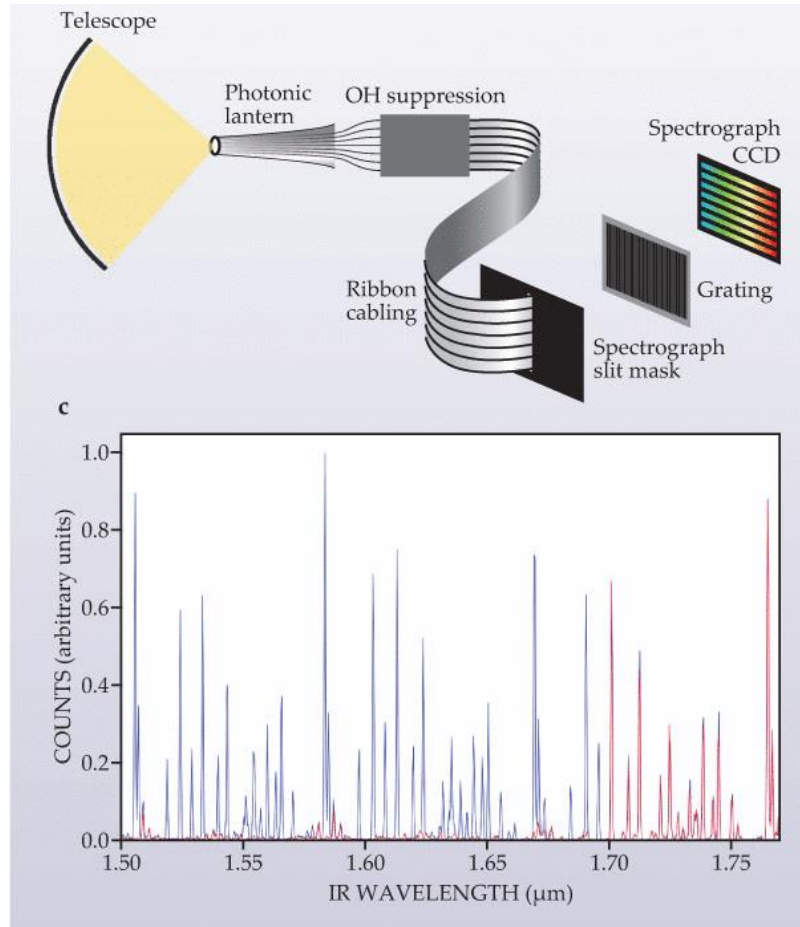 Telescope
Photonic
lantern
OH suppression
Spectrograph
CCD
Ribbon
cabling
Grating
Spectrograph
slit mask
c
COUNTS (arbitrary units)
1.0
0.8
0.6
0.4
0.2
0.0
1.50
1.55
1.60
1.65
1.70
1.75
IR WAVELENGTH (μm)